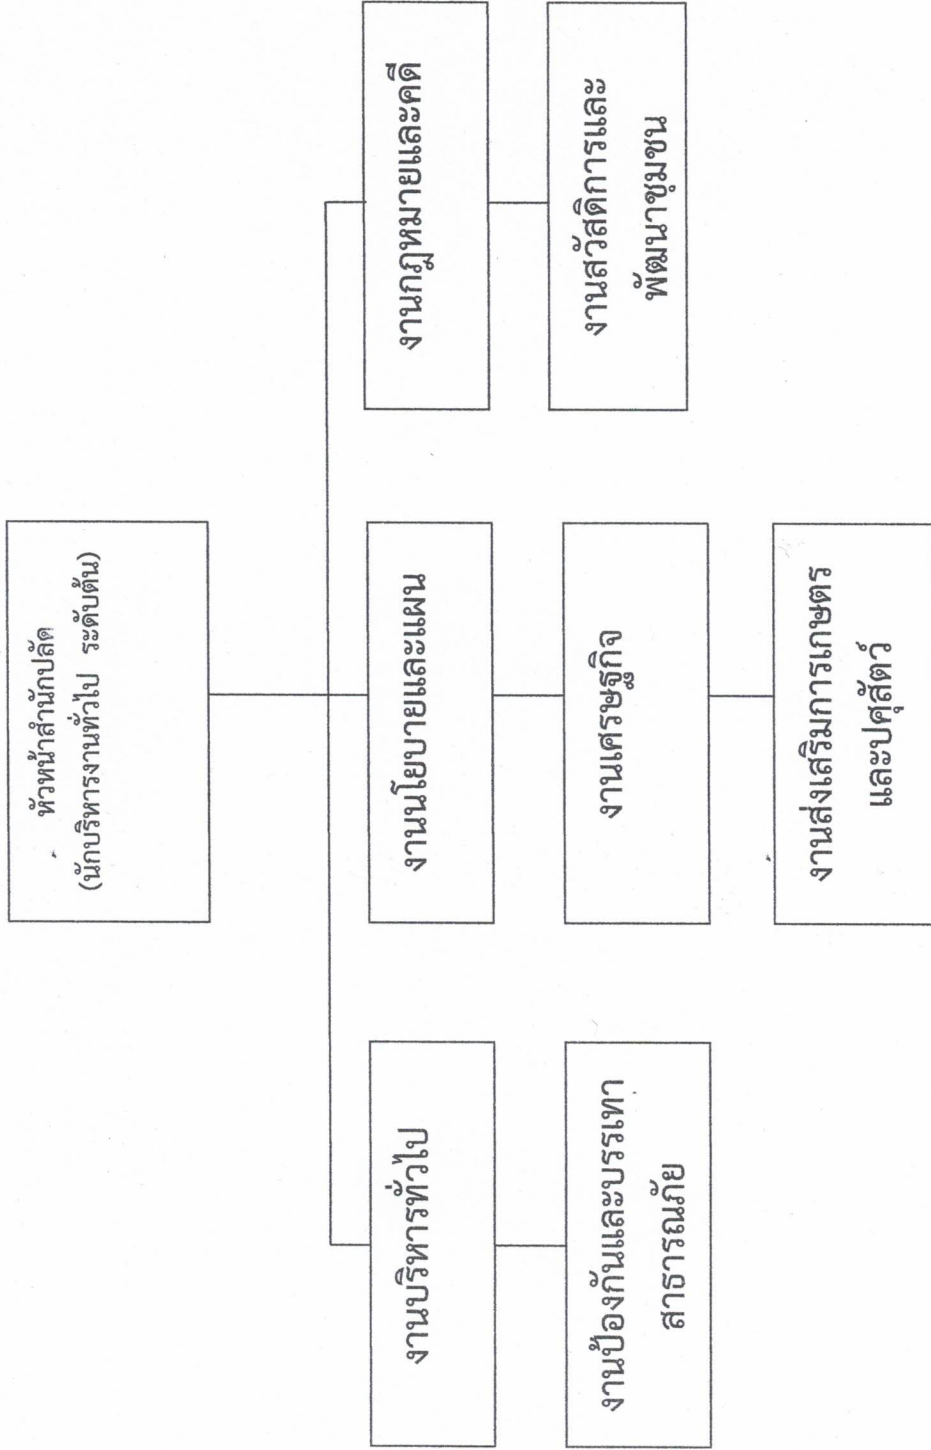 หัวหน้าสำนักปลัด
(นักบริหารงานทั่วไป ระดับต้น)
งานบริหารทั่วไป
งานนโยบายและแผน
งานกฎหมายและคดี
งานป้องกันและบรรเทา
สาธารณภัย
งานเศรษฐกิจ
งานสวัสดิการและ
พัฒนาชุมชน
งานส่งเสริมการเกษตร
และปศุสัตว์